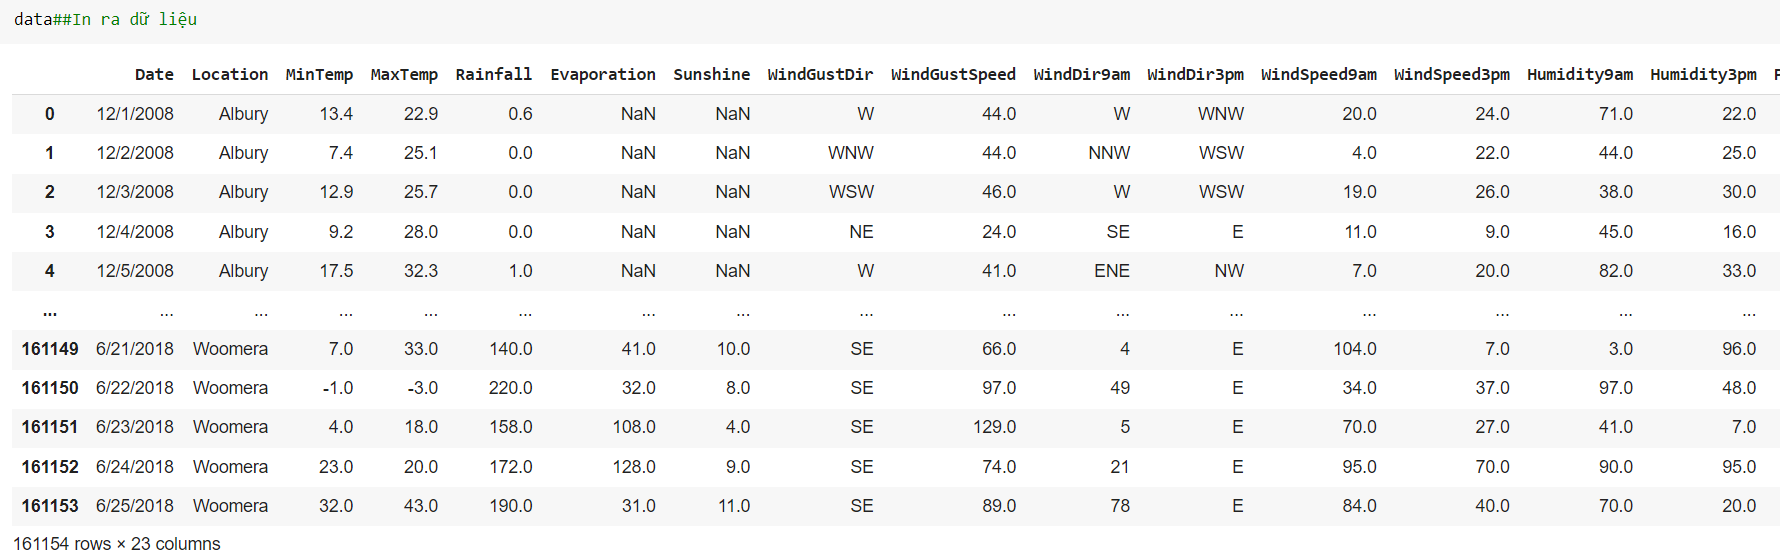 data##In ra dữ liệu
Date Location MinTemp MaxTemp Rainfall Evaporation Sunshine WindGustDir WindGustSpeed WindDir9am WindDir3pm WindSpeed9am WindSpeed3pm Humidity9am Humidity3pm
0 12/1/2008 Albury 13.4 22.9 0.6 NaN NaN W 44.0 W WNW 20.0 24.0 71.0 22.0
1 12/2/2008 Albury 7.4 25.1 0.0 NaN NaN WNW 44.0 NNW WSW 4.0 22.0 44.0 25.0
2 12/3/2008 Albury 12.9 25.7 0.0 NaN NaN WSW 46.0 W WSW 19.0 26.0 38.0 30.0
3 12/4/2008 Albury 9.2 28.0 0.0 NaN NaN NE 24.0 SE E 11.0 9.0 45.0 16.0
4 12/5/2008 Albury 17.5 32.3 1.0 NaN NaN W 41.0 ENE NW 7.0 20.0 82.0 33.0
... ... ... ... ... ... ... ... ... ... ... ... ... ... ... ...
161149 6/21/2018 Woomera 7.0 33.0 140.0 41.0 10.0 SE 66.0 4 E 104.0 7.0 3.0 96.0
161150 6/22/2018 Woomera -1.0 -3.0 220.0 32.0 8.0 SE 97.0 49 E 34.0 37.0 97.0 48.0
161151 6/23/2018 Woomera 4.0 18.0 158.0 108.0 4.0 SE 129.0 5 E 70.0 27.0 41.0 7.0
161152 6/24/2018 Woomera 23.0 20.0 172.0 128.0 9.0 SE 74.0 21 E 95.0 70.0 90.0 95.0
161153 6/25/2018 Woomera 32.0 43.0 190.0 31.0 11.0 SE 89.0 78 E 84.0 40.0 70.0 20.0
161154 rows × 23 columns